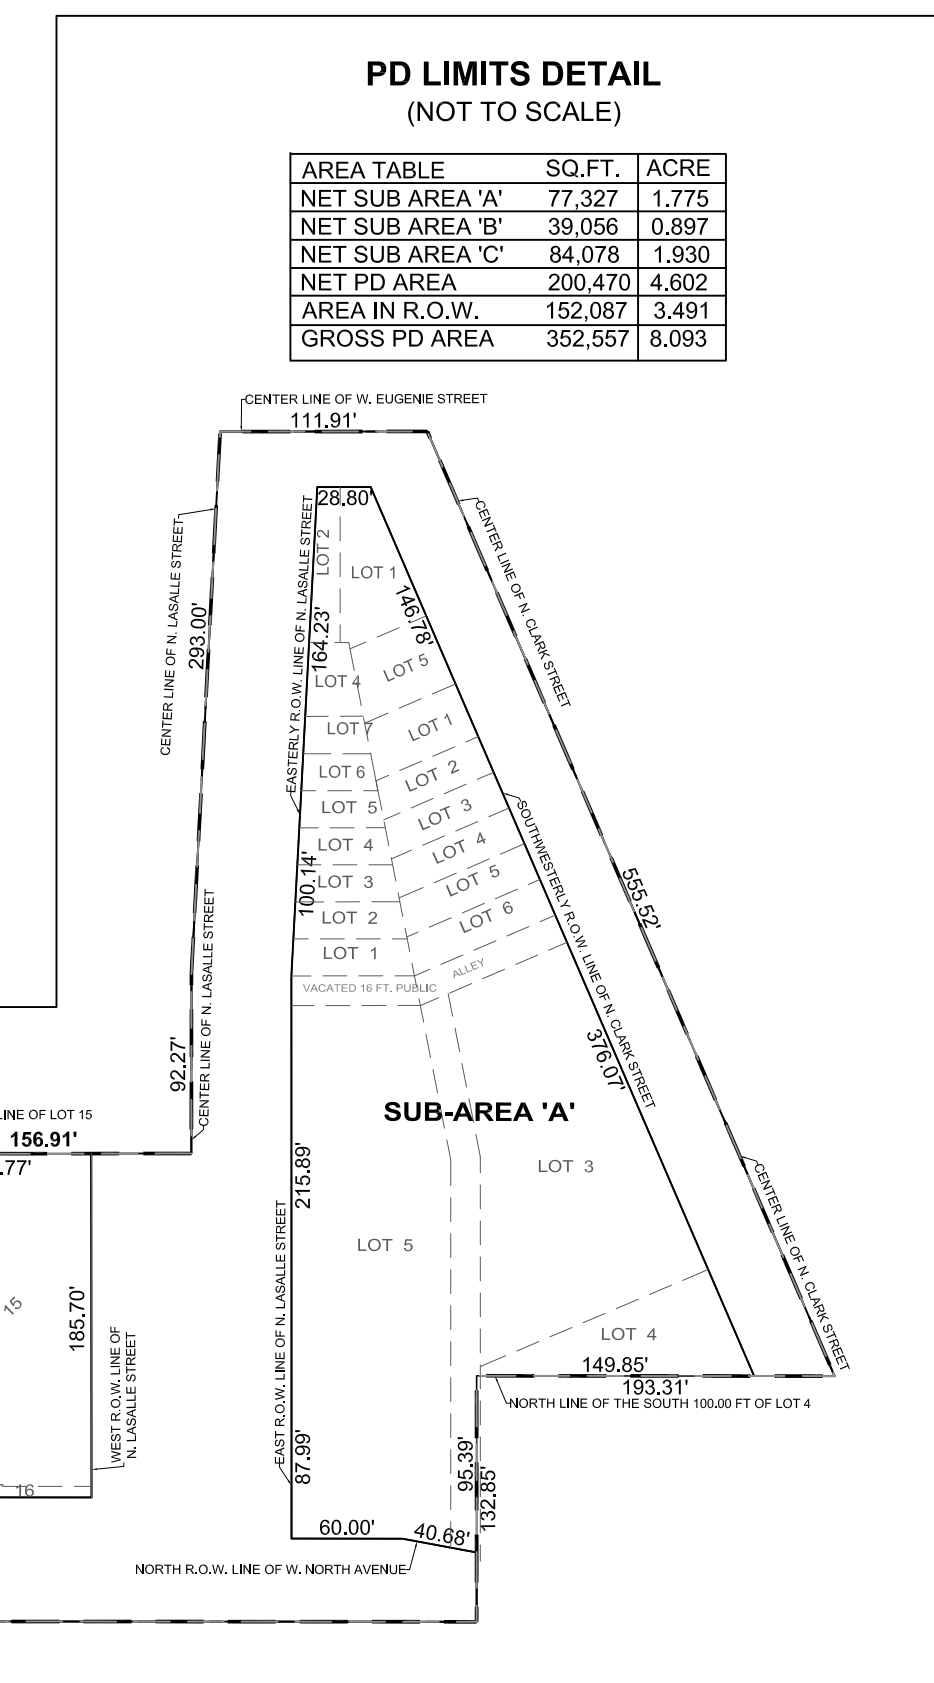 PD LIMITS DETAIL
(NOT TO SCALE)
AREA TABLE SQ.FT. ACRE
NET SUB AREA 'A' 77,327 1.775
NET SUB AREA 'B' 39,056 0.897
NET SUB AREA 'C' 84,078 1.930
NET PD AREA 200,470 4.602
AREA IN R.O.W. 152,087 3.491
GROSS PD AREA 352,557 8.093
CENTER LINE OF W. EUGENIE STREET
111.91'
28.80'
CENTER LINE OF N. LASALLE STREET
293.00'
EASTERLY R.O.W. LINE OF N. LASALLE STREET
164.23'
LOT 2
LOT 1
146.78'
CENTER LINE OF N. CLARK STREET
LOT 4
LOT 5
LOT 7
LOT 1
LOT 6
LOT 2
LOT 5
LOT 3
LOT 4
LOT 4
LOT 3
LOT 5
LOT 2
LOT 6
LOT 1
100.14'
SOUTHWESTERLY R.O.W. LINE OF N. CLARK STREET
555.52'
VACATED 16 FT. PUBLIC
ALLEY
CENTER LINE OF N. LASALLE STREET
92.27'
376.07'
SUB-AREA 'A'
LINE OF LOT 15
156.91'
.77'
215.89'
LOT 3
LOT 5
EAST R.O.W. LINE OF N. LASALLE STREET
CENTER LINE OF N. CLARK STREET
15
185.70'
WEST R.O.W. LINE OF
N. LASALLE STREET
16
LOT 4
149.85'
193.31'
NORTH LINE OF THE SOUTH 100.00 FT OF LOT 4
87.99'
95.39'
132.85'
60.00'
40.68'
NORTH R.O.W. LINE OF W. NORTH AVENUE